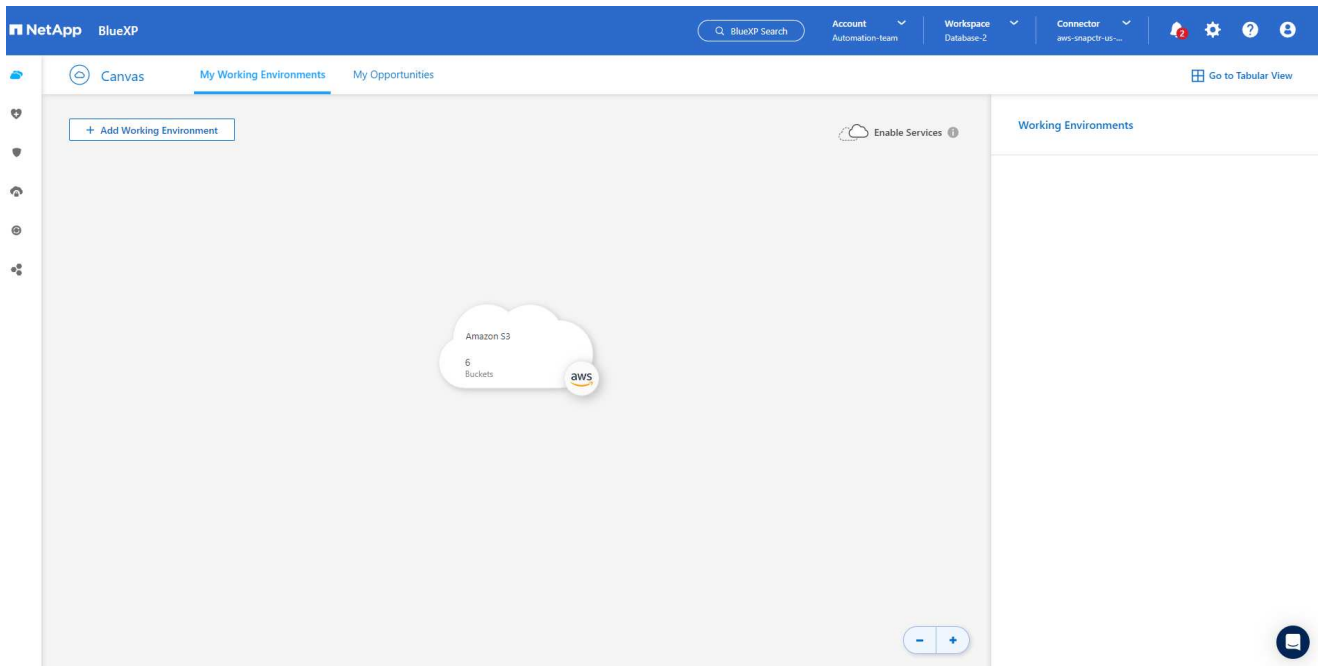 NetApp BlueXP
BlueXP Search
Account
Automation-team
Workspace
Database-2
Connector
aws-snapctr-us-...
2
Canvas
My Working Environments
My Opportunities
Go to Tabular View
+ Add Working Environment
Enable Services
Working Environments
Amazon S3
6
Buckets
aws